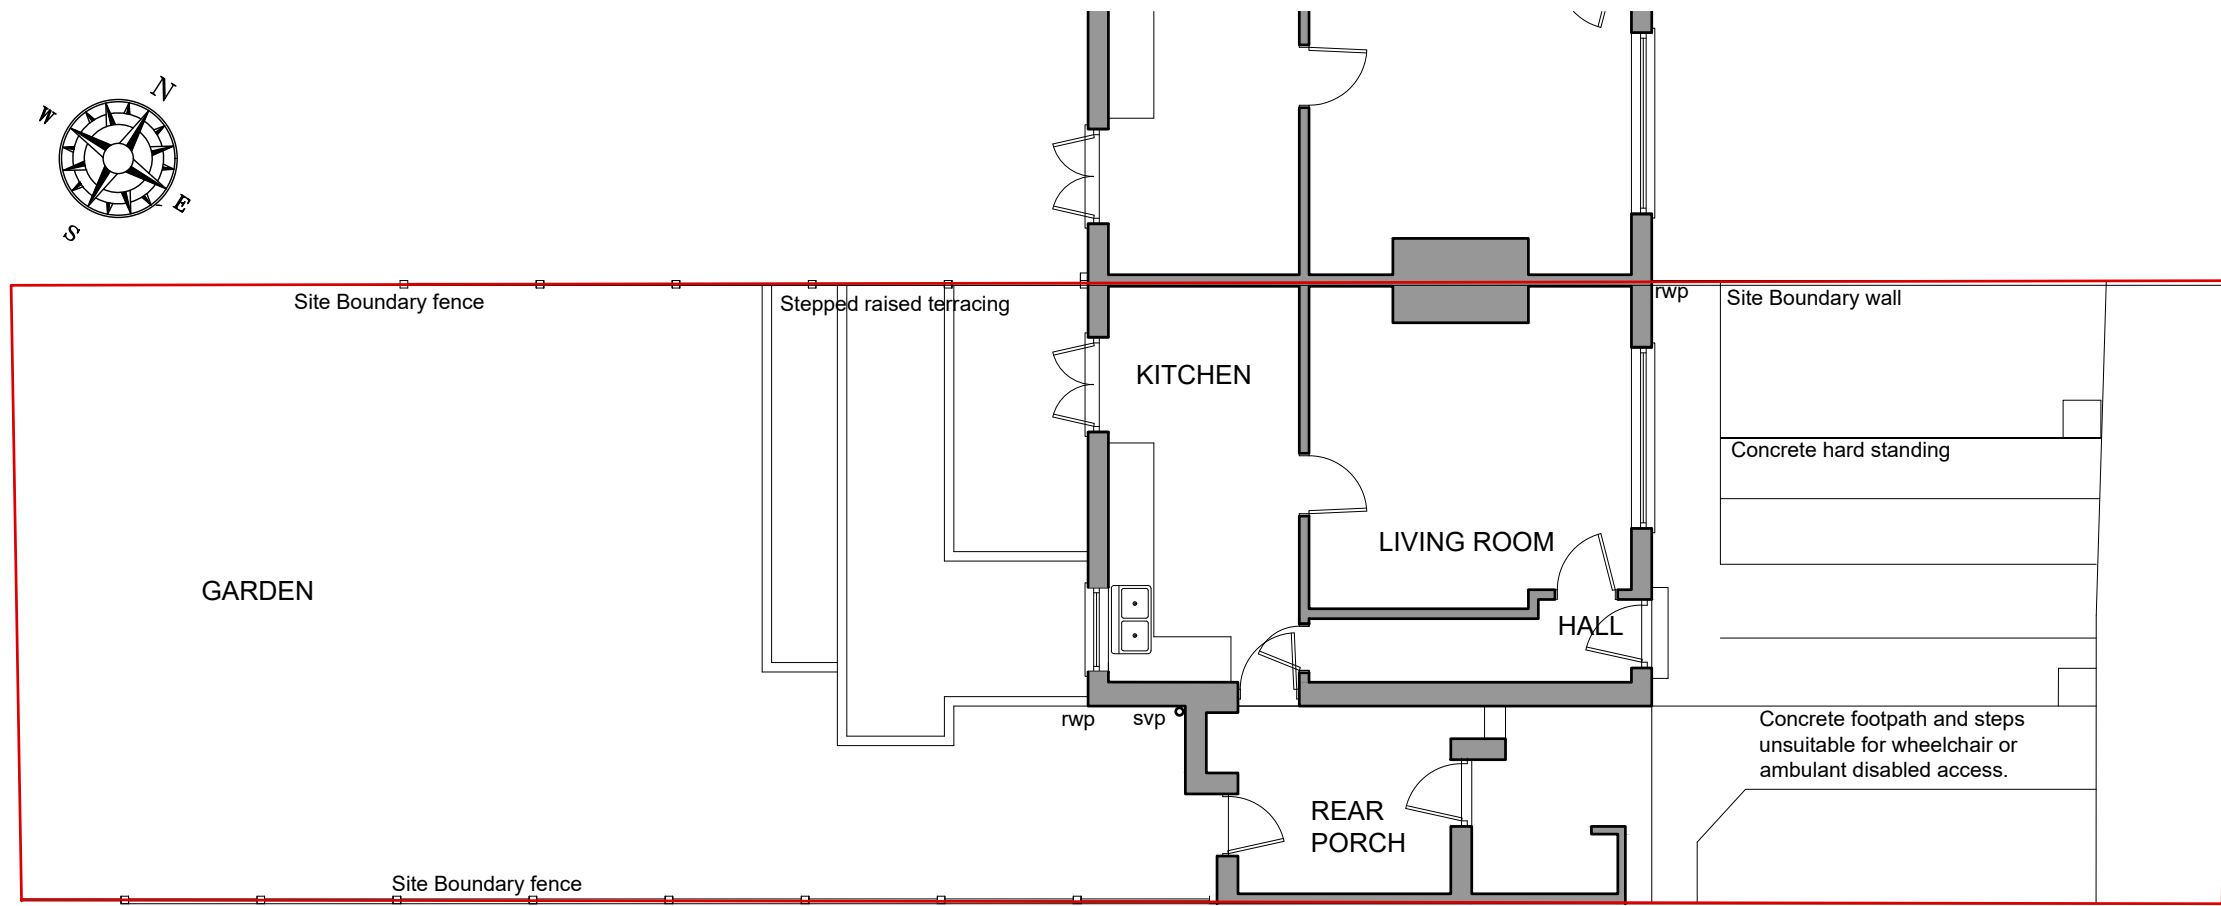 N
W
E
S
Site Boundary fence
Stepped raised terracing
rwp
Site Boundary wall
KITCHEN
Concrete hard standing
LIVING ROOM
GARDEN
HALL
rwp
svp
Concrete footpath and steps
unsuitable for wheelchair or
ambulant disabled access.
REAR
PORCH
Site Boundary fence